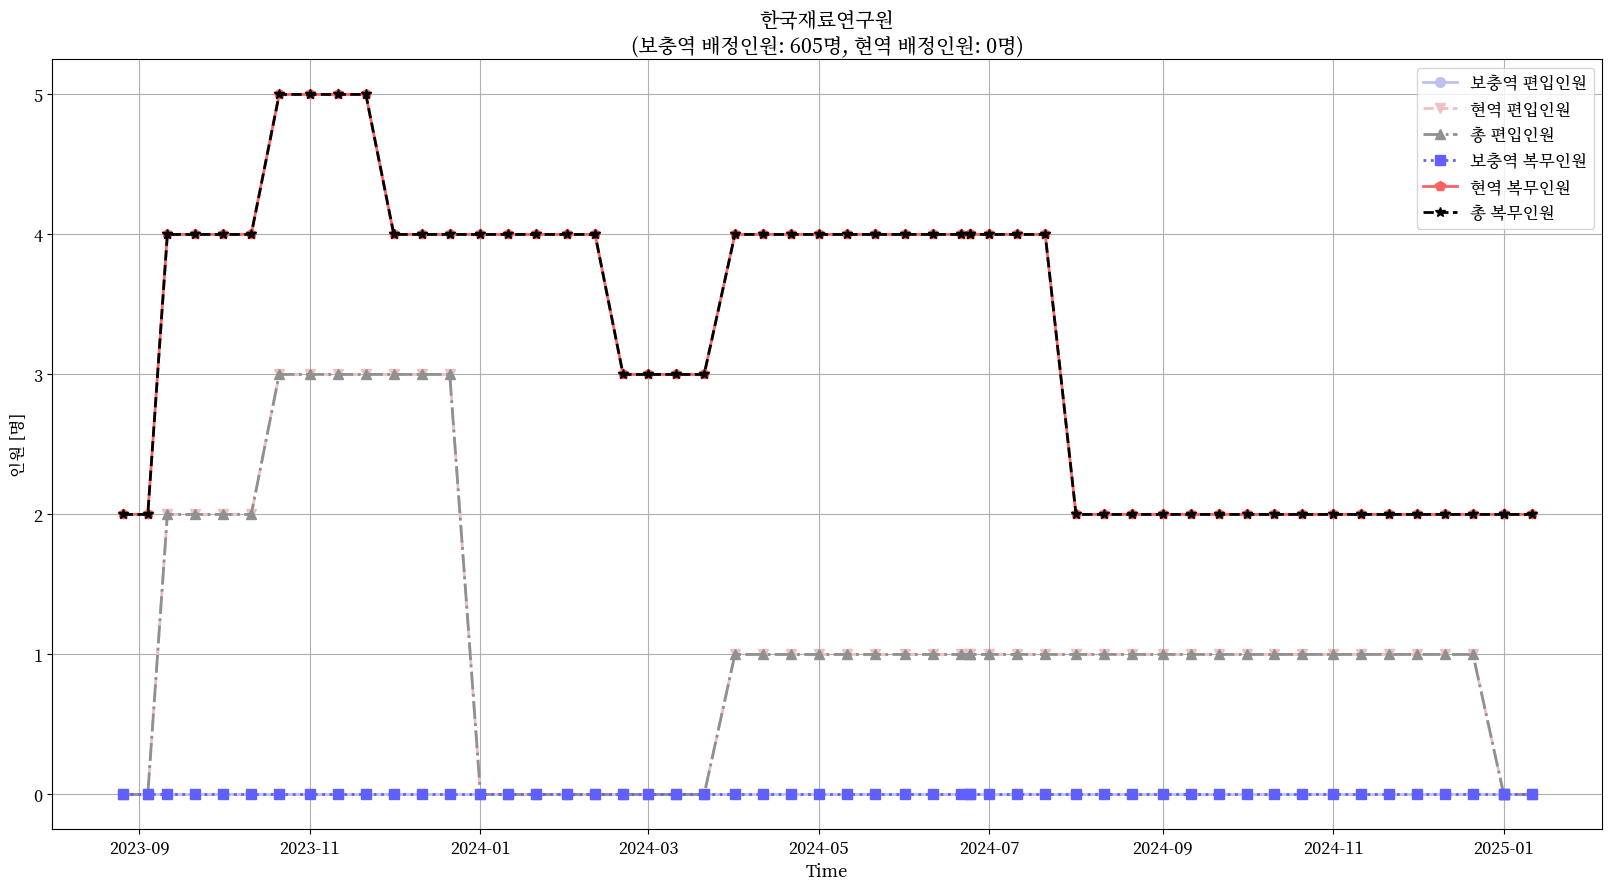 한국재료연구원
(보충역 배정인원: 605명, 현역 배정인원: 0명)
보충역 편입인원
현역 편입인원
총 편입인원
보충역 복무인원
현역 복무인원
총 복무인원
인원 [명]
5
4
3
2
1
0
2023-09
2023-11
2024-01
2024-03
2024-05
2024-07
2024-09
2024-11
2025-01
Time